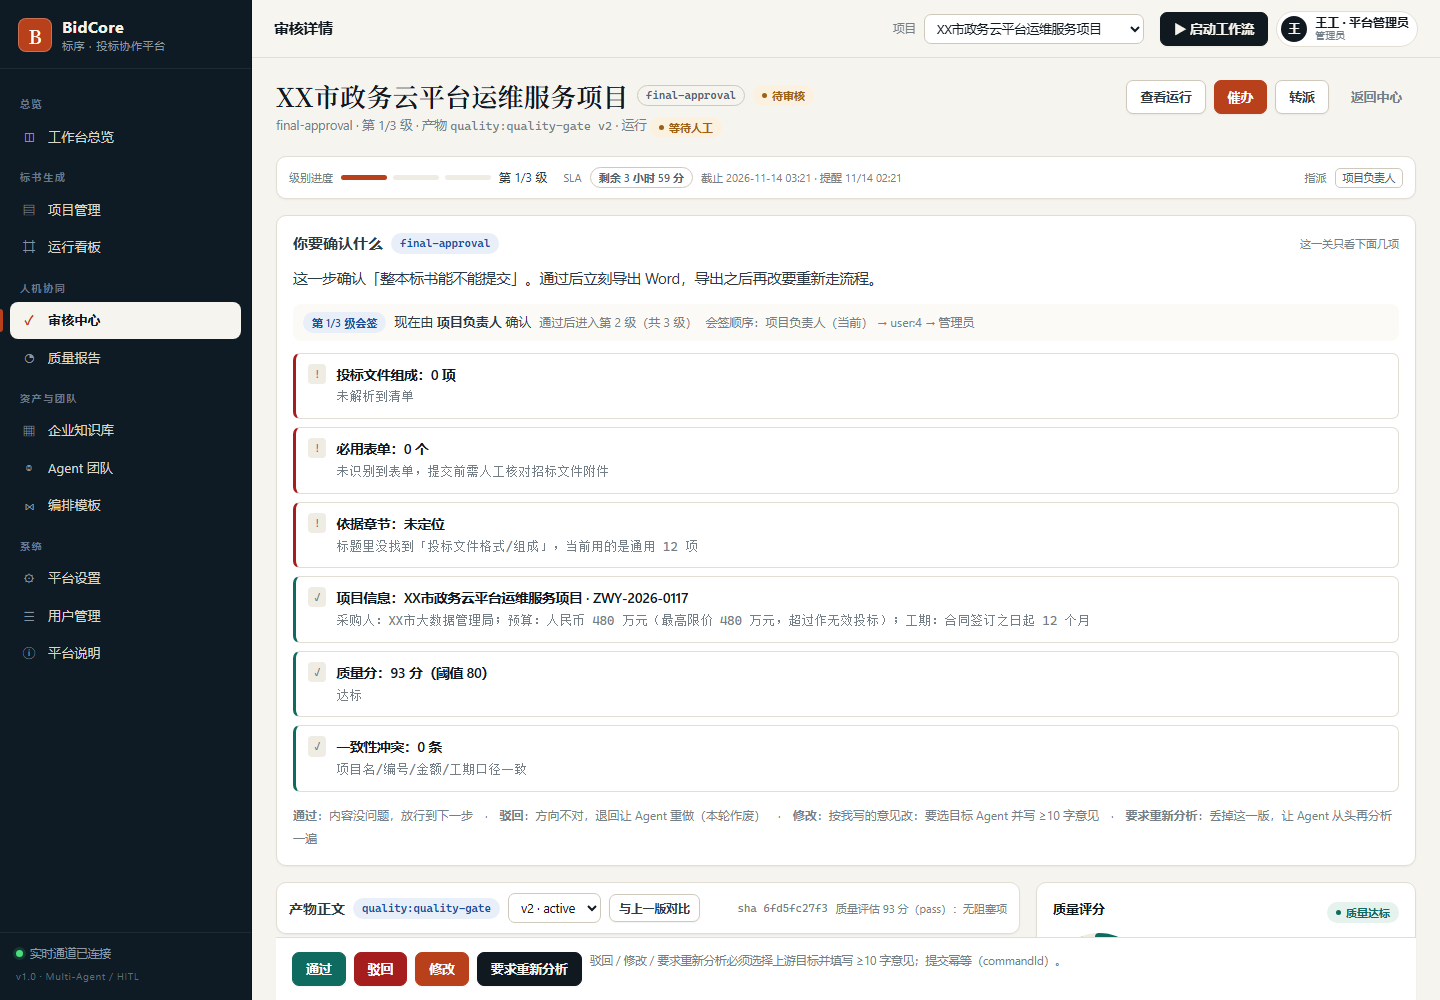 B
BidCore
标序 · 投标协作平台
总览
工作台总览
标书生成
项目管理
运行看板
人机协同
审核中心
质量报告
资产与团队
企业知识库
Agent 团队
编排模板
系统
平台设置
用户管理
平台说明
实时通道已连接
v1.0 · Multi-Agent / HITL
审核详情
项目
XX市政务云平台运维服务项目
▶ 启动工作流
王
王工 · 平台管理员
管理员
XX市政务云平台运维服务项目
final-approval
待审核
查看运行
催办
转派
返回中心
final-approval · 第 1/3 级 · 产物 quality:quality-gate v2 · 运行
等待人工
级别进度
第 1/3 级
SLA
剩余 3 小时 59 分
截止 2026-11-14 03:21 · 提醒 11/14 02:21
指派
项目负责人
你要确认什么
final-approval
这一关只看下面几项
这一步确认「整本标书能不能提交」。通过后立刻导出 Word，导出之后再改要重新走流程。
第 1/3 级会签
现在由 项目负责人 确认
通过后进入第 2 级（共 3 级）
会签顺序：项目负责人（当前） → user:4 → 管理员
! 投标文件组成：0 项
未解析到清单
! 必用表单：0 个
未识别到表单，提交前需人工核对招标文件附件
! 依据章节：未定位
标题里没找到「投标文件格式/组成」，当前用的是通用 12 项
✓ 项目信息：XX市政务云平台运维服务项目 · ZWY-2026-0117
采购人：XX市大数据管理局；预算：人民币 480 万元（最高限价 480 万元，超过作无效投标）；工期：合同签订之日起 12 个月
✓ 质量分：93 分（阈值 80）
达标
✓ 一致性冲突：0 条
项目名/编号/金额/工期口径一致
通过：内容没问题，放行到下一步 · 驳回：方向不对，退回让 Agent 重做（本轮作废） · 修改：按我写的意见改：要选目标 Agent 并写 ≥10 字意见 · 要求重新分析：丢掉这一版，让 Agent 从头再分析
一遍
产物正文
quality:quality-gate
v2 · active
与上一版对比
sha 6fd5fc27f3
质量评估 93 分（pass）：无阻塞项
质量评分
质量达标
通过
驳回
修改
要求重新分析
驳回 / 修改 / 要求重新分析必须选择上游目标并填写 ≥10 字意见；提交幂等（commandId）。